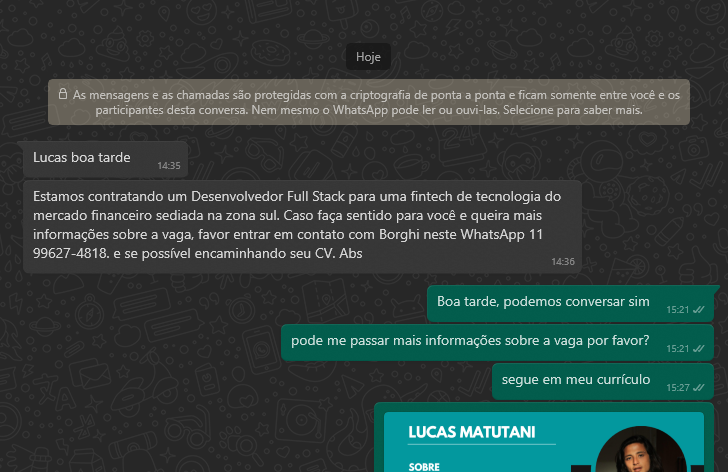 Hoje
As mensagens e as chamadas são protegidas com a criptografia de ponta a ponta e ficam somente entre você e os
participantes desta conversa. Nem mesmo o WhatsApp pode ler ou ouvi-las. Selecione para saber mais.
Lucas boa tarde
14:35
Estamos contratando um Desenvolvedor Full Stack para uma fintech de tecnologia do
mercado financeiro sediada na zona sul. Caso faça sentido para você e queira mais
informações sobre a vaga, favor entrar em contato com Borghi neste WhatsApp 11
99627-4818. e se possível encaminhando seu CV. Abs
14:36
Boa tarde, podemos conversar sim
15:21
pode me passar mais informações sobre a vaga por favor?
15:21
segue em meu currículo
15:27
LUCAS MATUTANI
SOBRE